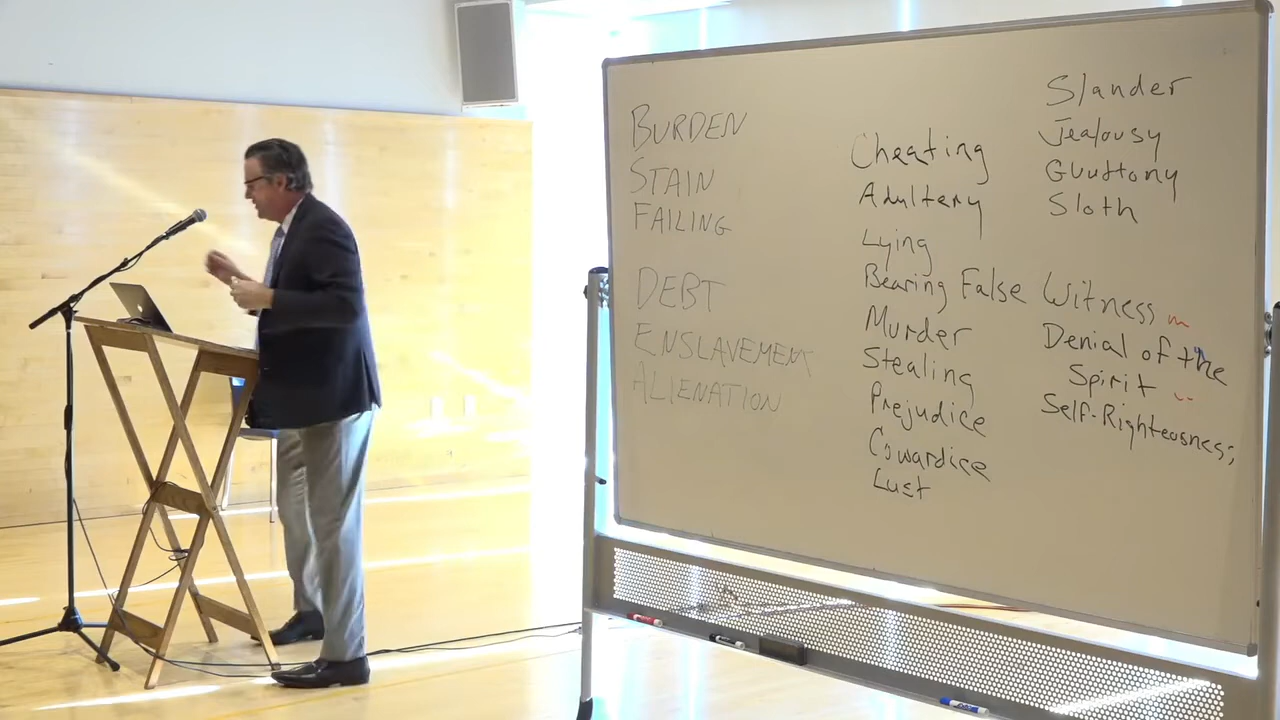 BURDEN
STAIN
FAILING
DEBT
ENSLAVEMENT
ALIENATION
Cheating
Adultery
Lying
Bearing False Witness
Murder
Stealing
Prejudice
Cowardice
Lust
Slander
Jealousy
Gluttony
Sloth
Denial of the
Spirit
Self-Righteousness;